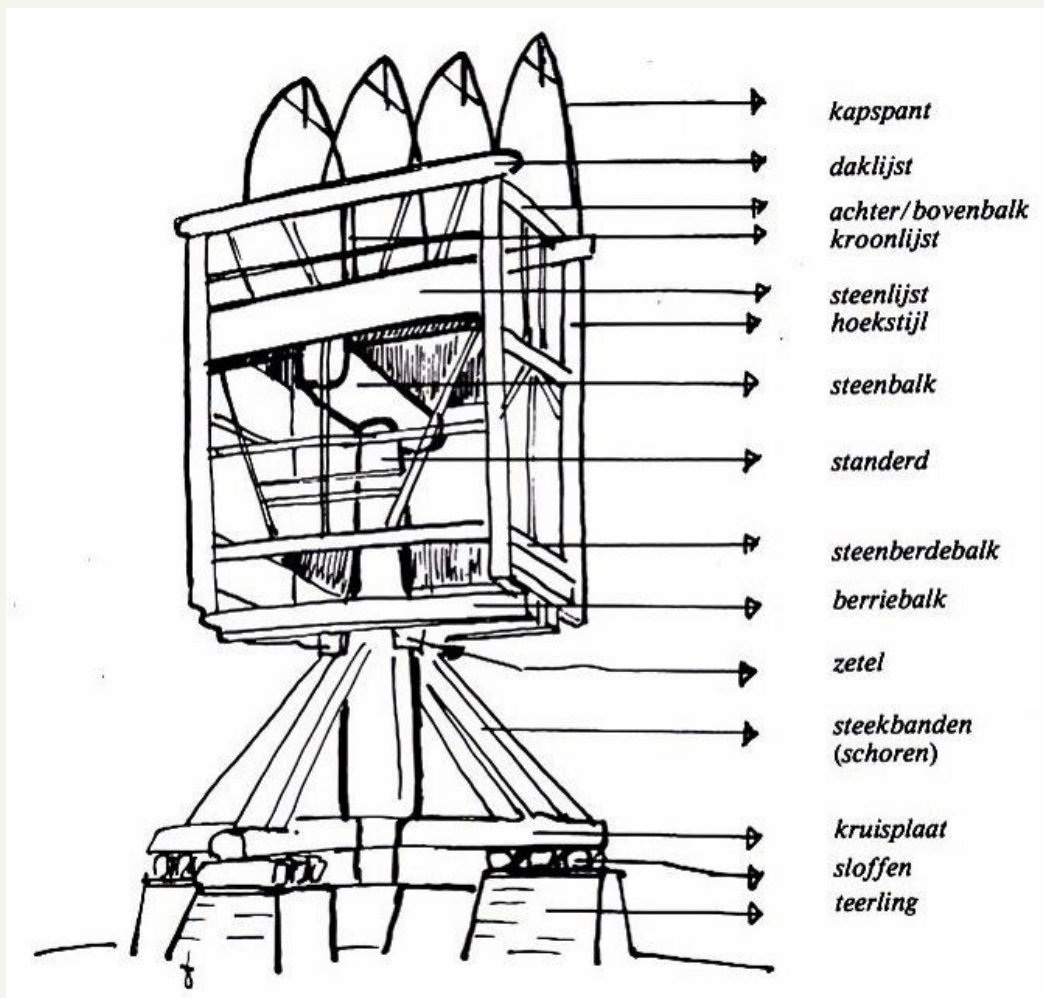 kapspant
daklijst
achter/bovenbalk
kroonlijst
steenlijst
hoekstijl
steenbalk
standerd
steenberdebalk
berriebalk
zetel
steekbanden
(schoren)
kruisplaat
sloffen
teerling